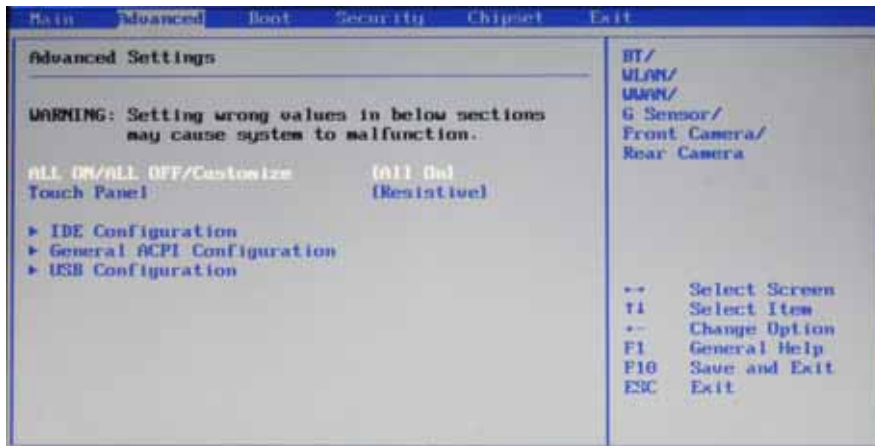 Main Advanced Boot Security Chipset Exit
Advanced Settings
WARNING: Setting wrong values in below sections
may cause system to malfunction.
ALL ON/ALL OFF/Customize [All On]
Touch Panel [Resistive]
▶ IDE Configuration
▶ General ACPI Configuration
▶ USB Configuration
BT/
WLAN/
WWAN/
G Sensor/
Front Camera/
Rear Camera
←→ Select Screen
↑↓ Select Item
+- Change Option
F1 General Help
F10 Save and Exit
ESC Exit